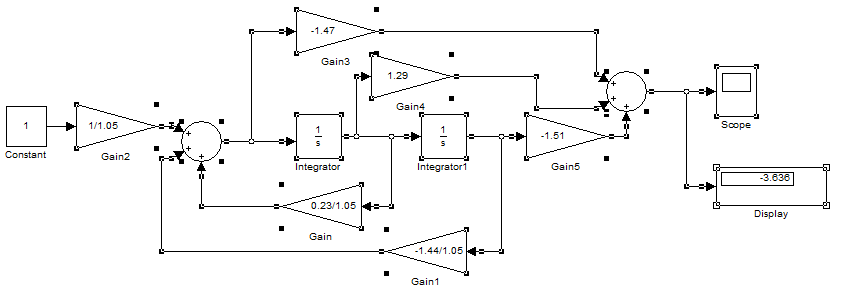 -1.47
Gain3
1.29
Gain4
1
Constant
1/1.05
Gain2
+
+
+
1
s
Integrator
1
s
Integrator1
-1.51
Gain5
+
+
+
Scope
-3.636
Display
0.23/1.05
Gain
-1.44/1.05
Gain1